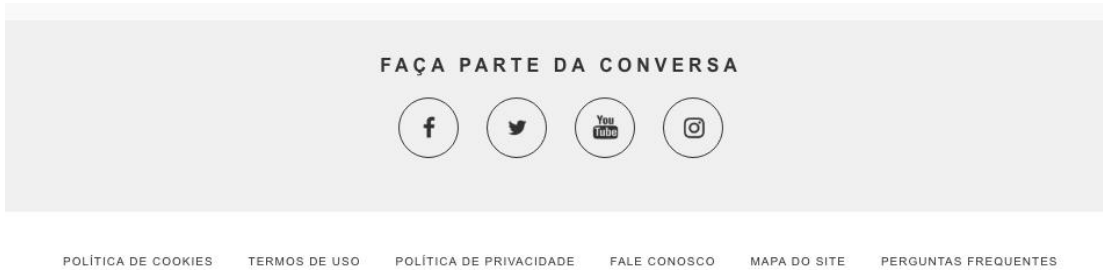 FAÇA PARTE DA CONVERSA
f
You
Tube
POLÍTICA DE COOKIES TERMOS DE USO POLÍTICA DE PRIVACIDADE FALE CONOSCO MAPA DO SITE PERGUNTAS FREQUENTES